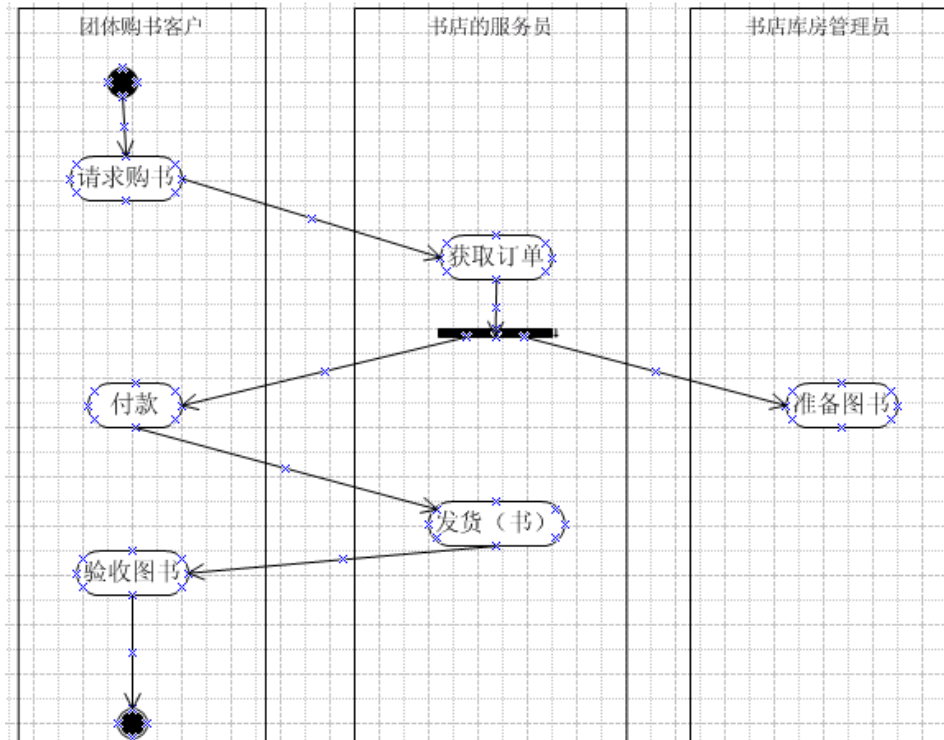 团体购书客户
书店的服务员
书店库房管理员
请求购书
获取订单
付款
准备图书
发货（书）
验收图书